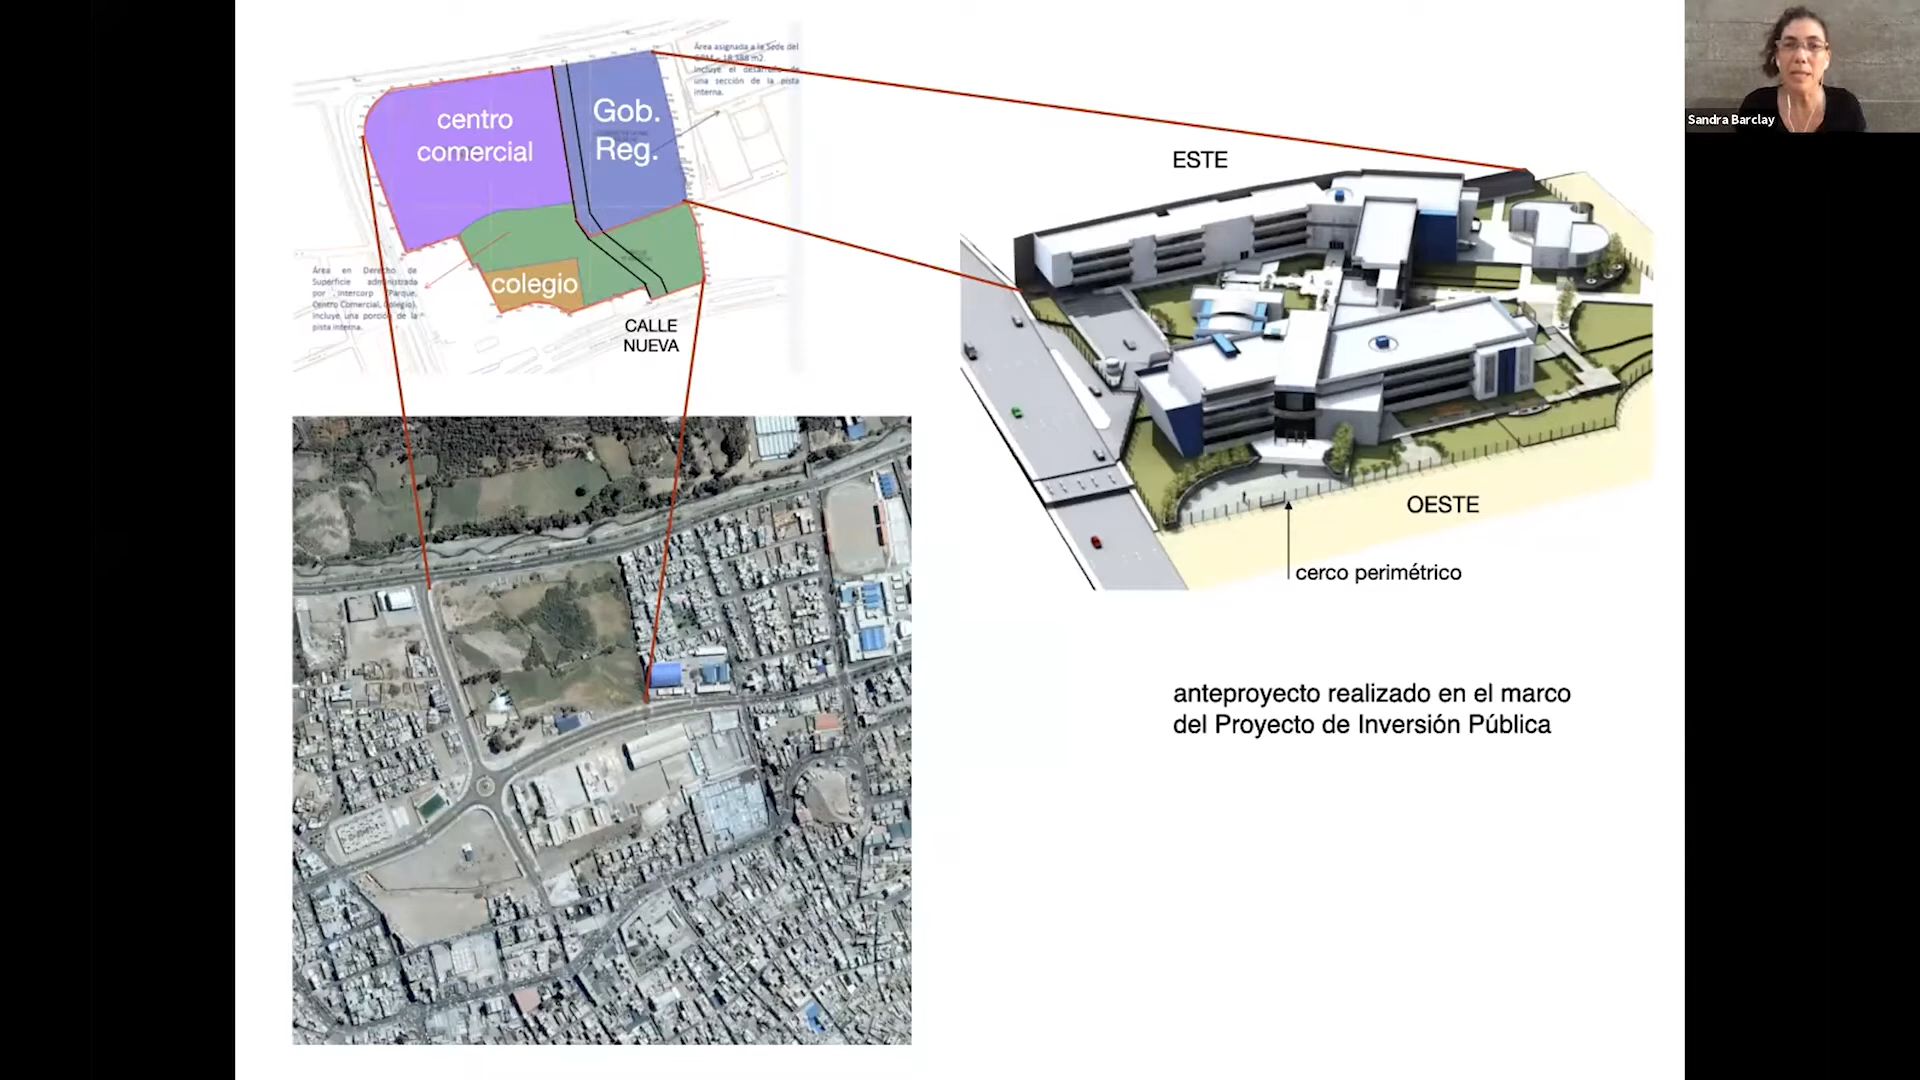 Área asignada a la Sede del
Incluye el desarrollo de
una sección de la pista
interna.
centro
comercial
Gob.
Reg.
Área en Derecho de
Superficie administrada
por Intercorp (Parque,
Centro Comercial, Colegio).
Incluye una porción de la
pista interna.
colegio
CALLE
NUEVA
ESTE
OESTE
cerco perimétrico
anteproyecto realizado en el marco
del Proyecto de Inversión Pública
Sandra Barclay